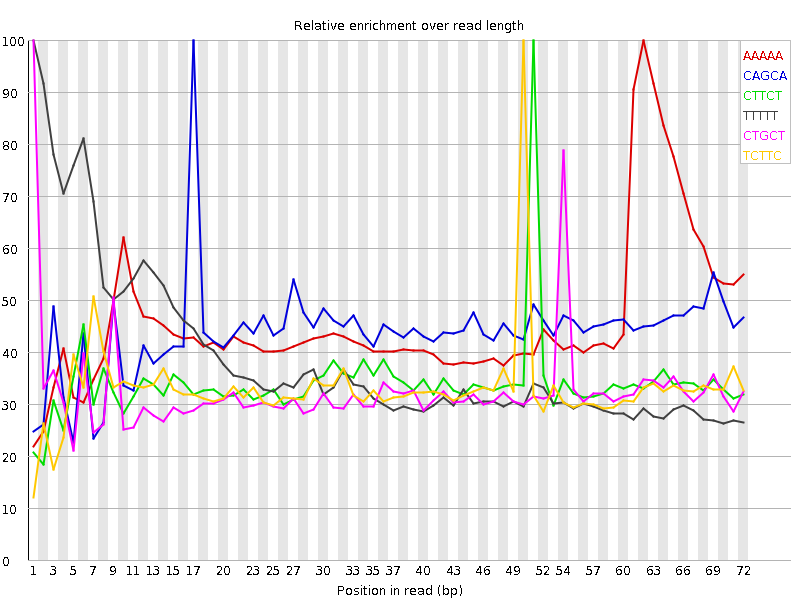 Relative enrichment over read length
100
90
80
70
60
50
40
30
20
10
0
AAAAA
CAGCA
CTTCT
TTTTT
CTGCT
TCTTC
1 3 5 7 9 11 13 15 17 20 23 25 27 30 33 35 37 40 43 46 49 52 54 57 60 63 66 69 72
Position in read (bp)